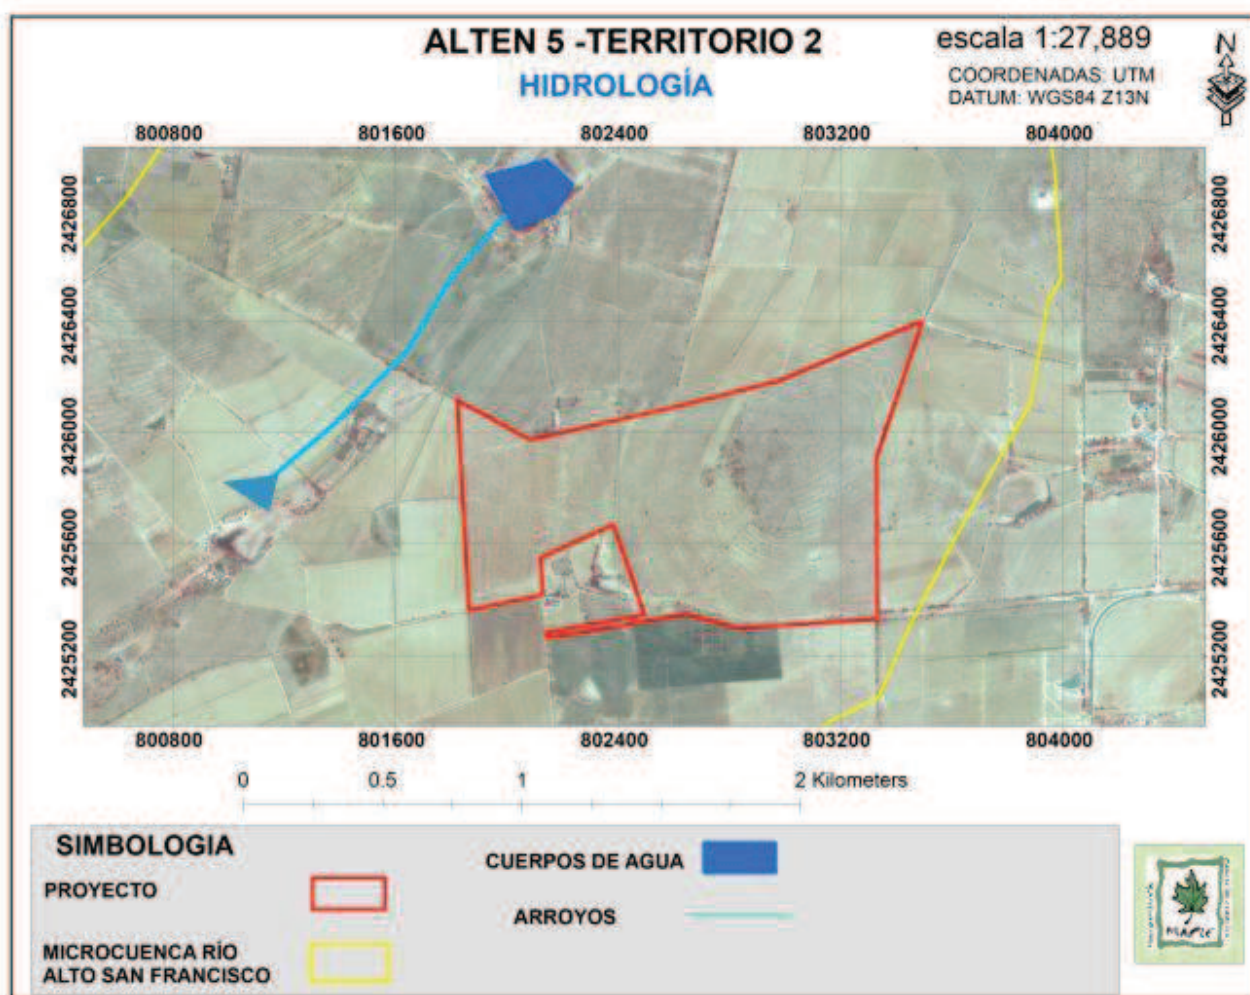 ALTEN 5 -TERRITORIO 2
HIDROLOGÍA
escala 1:27,889
COORDENADAS: UTM
DATUM: WGS84 Z13N
N
800800 801600 802400 803200 804000
2426800 2426800
2426400 2426400
2426000 2426000
2425600 2425600
2425200 2425200
800800 801600 802400 803200 804000
0 0.5 1 2 Kilometers
SIMBOLOGIA
PROYECTO
MICROCUENCA RÍO
ALTO SAN FRANCISCO
CUERPOS DE AGUA
ARROYOS
MAPLE